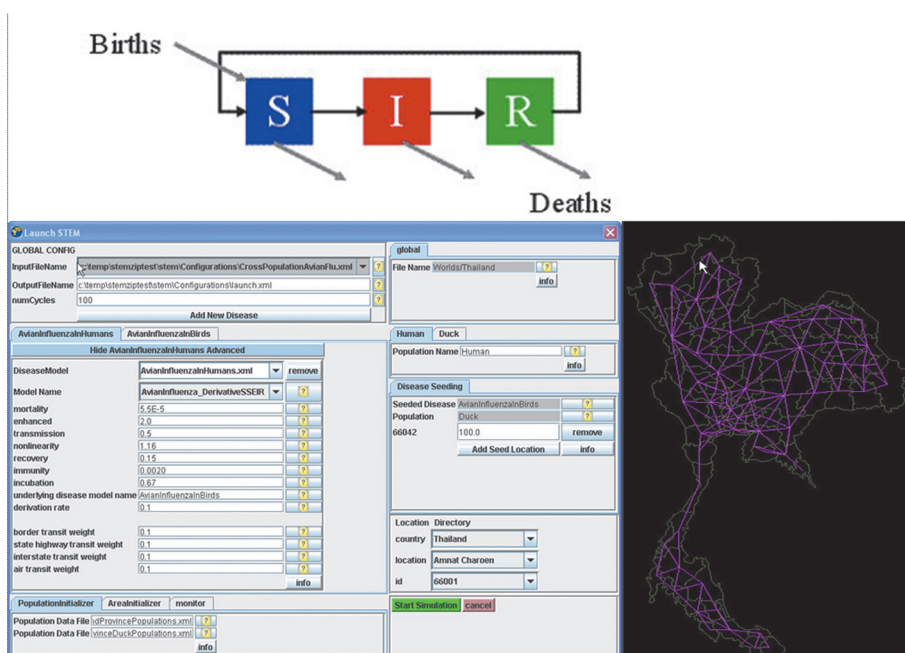 Births
S
I
R
Deaths
Launch STEM
GLOBAL CONFIG
InputFileName :\temp\stemziptest\stem\Configurations\CrossPopulationAvianFlu.xml ?
OutputFileName c:\temp\stemziptest\stem\Configurations\launch.xml ?
numCycles 100 ?
Add New Disease
AvianInfluenzaInHumans AvianInfluenzaInBirds
Hide AvianInfluenzaInHumans Advanced
DiseaseModel AvianInfluenzaInHumans.xml remove
Model Name AvianInfluenza_DerivativeSSEIR ?
mortality 5.5E-5 ?
enhanced 2.0 ?
transmission 0.5 ?
nonlinearity 1.16 ?
recovery 0.15 ?
immunity 0.0020 ?
incubation 0.67 ?
underlying disease model name AvianInfluenzaInBirds ?
derivation rate 0.1 ?
border transit weight 0.1 ?
state highway transit weight 0.1 ?
interstate transit weight 0.1 ?
air transit weight 0.1 ?
info
PopulationInitializer AreaInitializer monitor
Population Data File idProvincePopulations.xml ?
Population Data File vinceDuckPopulations.xml ?
info
global
File Name Worlds/Thailand ?
info
Human Duck
Population Name Human ?
info
Disease Seeding
Seeded Disease AvianInfluenzaInBirds ?
Population Duck ?
66042 100.0 remove
Add Seed Location info
Location Directory
country Thailand
location Amnat Charoen
id 66001
Start Simulation cancel